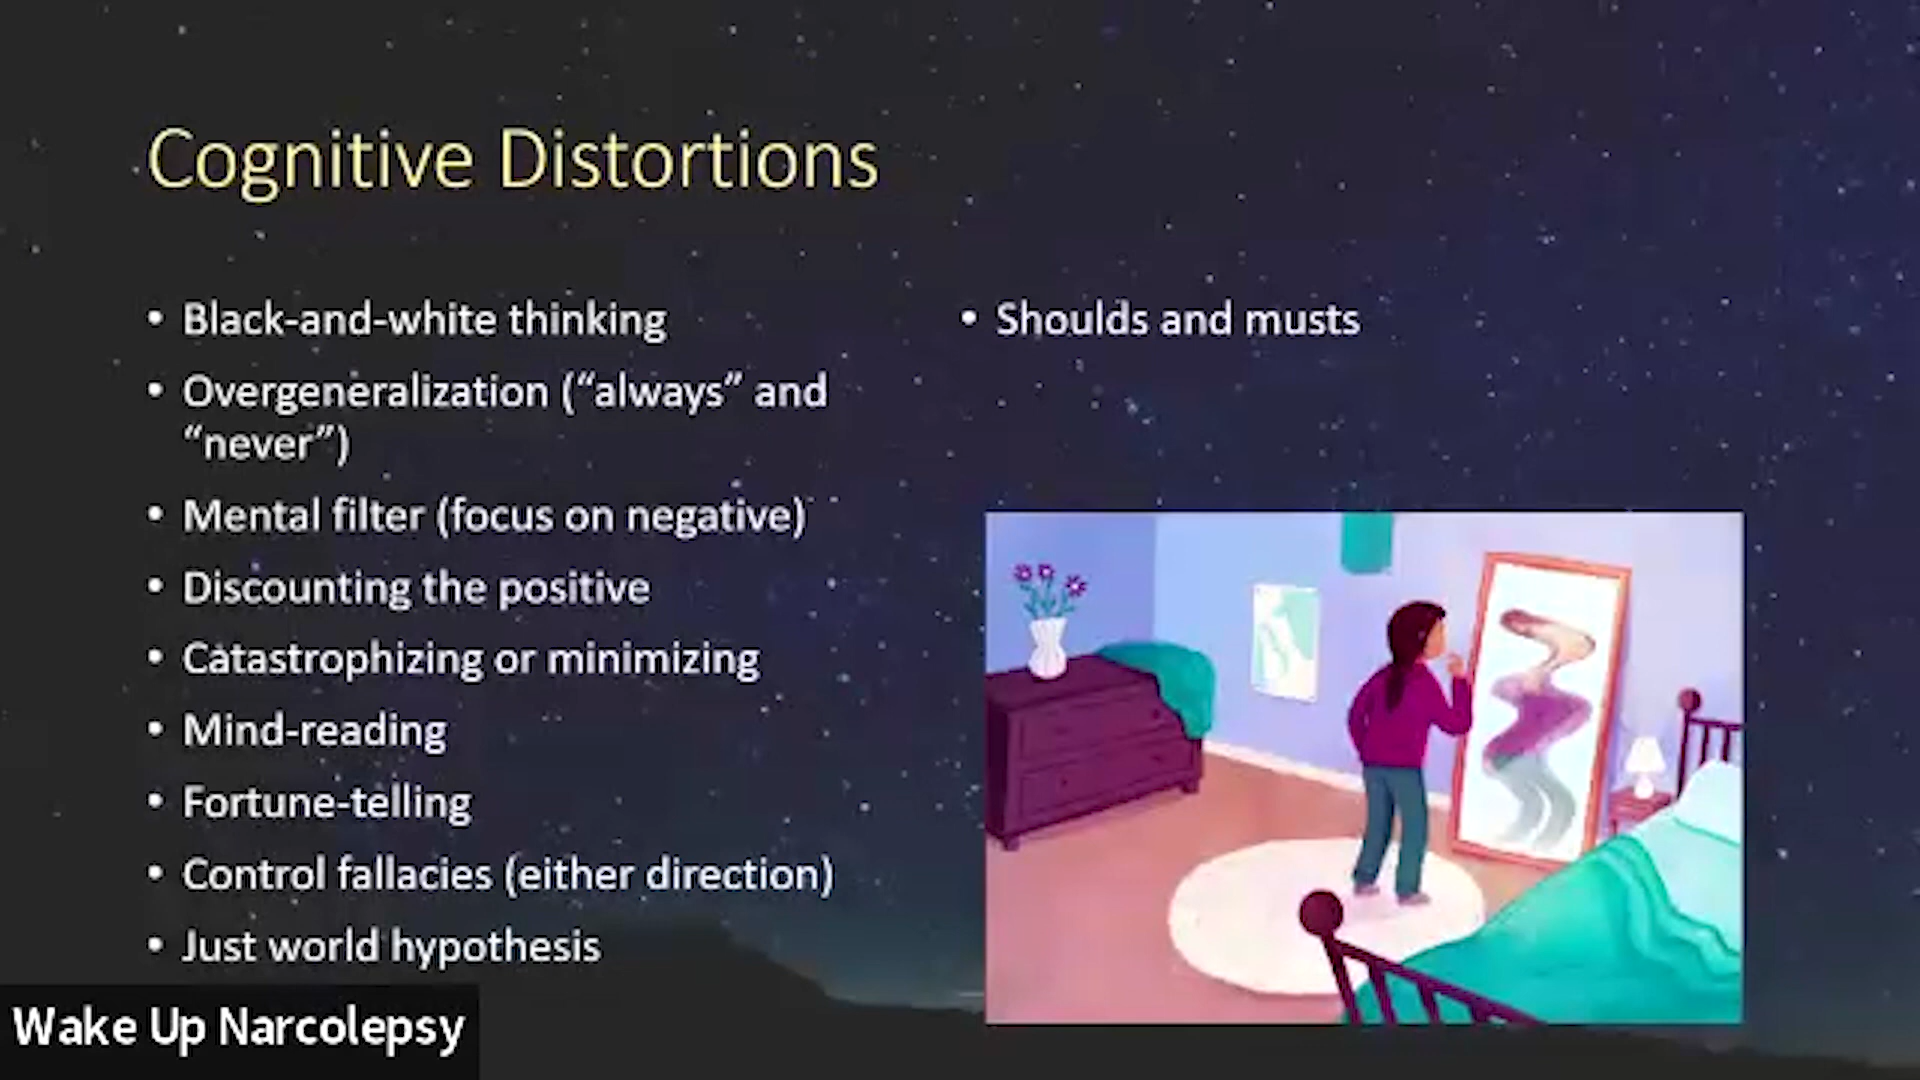 Cognitive Distortions
• Black-and-white thinking
• Overgeneralization (“always” and
“never”)
• Mental filter (focus on negative)
• Discounting the positive
• Catastrophizing or minimizing
• Mind-reading
• Fortune-telling
• Control fallacies (either direction)
• Just world hypothesis
• Shoulds and musts
Wake Up Narcolepsy